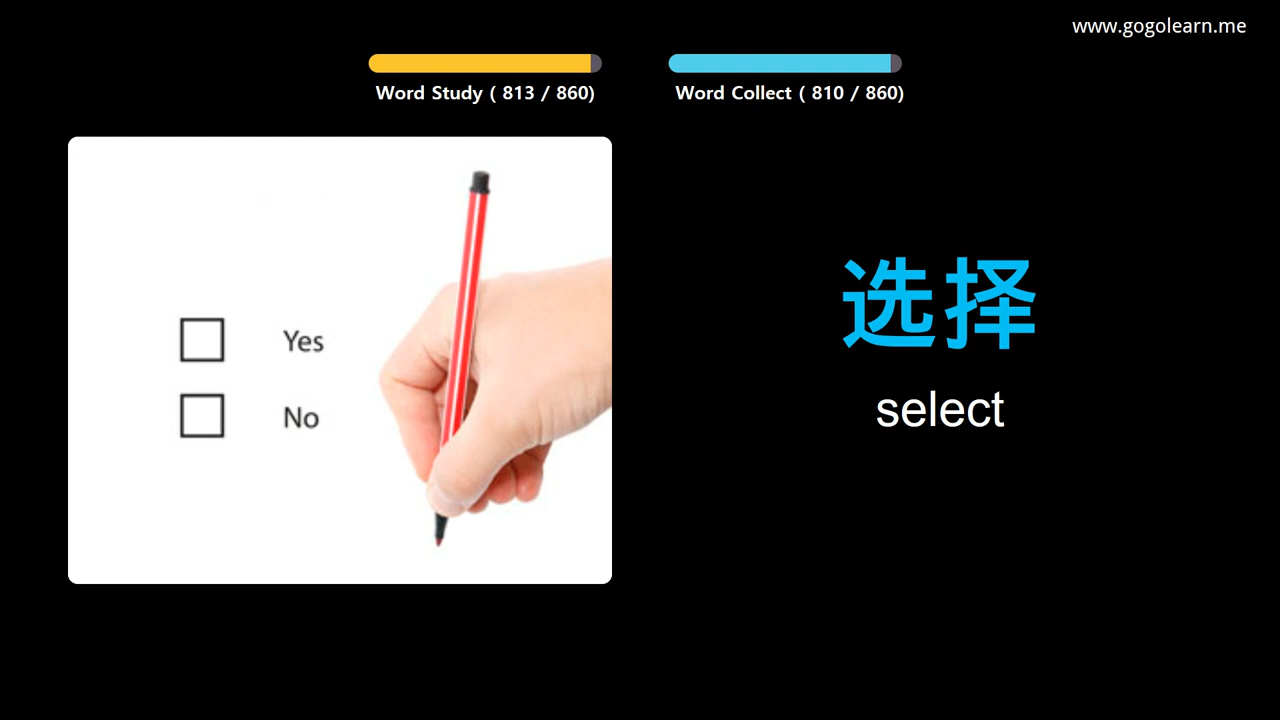 www.gogolearn.me
Word Study ( 813 / 860)
Word Collect ( 810 / 860)
Yes
No
选择
select